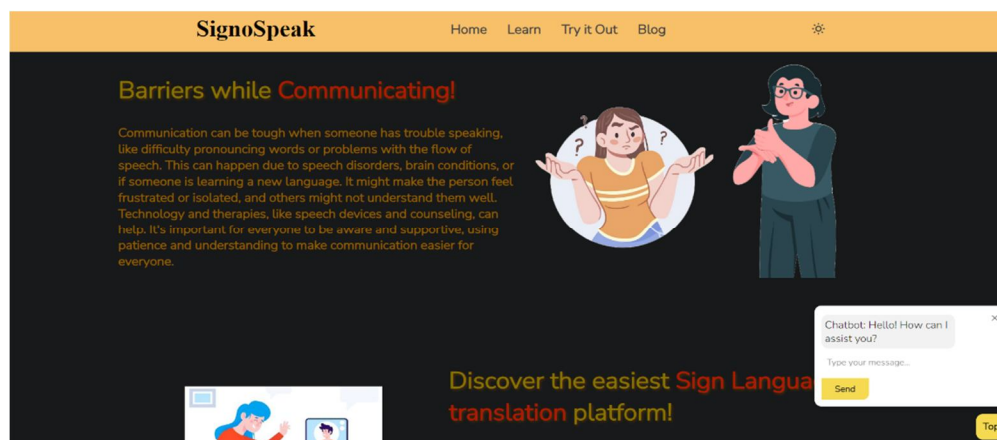 SignoSpeak
Home Learn Try it Out Blog
Barriers while Communicating!
Communication can be tough when someone has trouble speaking,
like difficulty pronouncing words or problems with the flow of
speech. This can happen due to speech disorders, brain conditions, or
if someone is learning a new language. It might make the person feel
frustrated or isolated, and others might not understand them well.
Technology and therapies, like speech devices and counseling, can
help. It's important for everyone to be aware and supportive, using
patience and understanding to make communication easier for
everyone.
? ?
Chatbot: Hello! How can I
assist you?
×
Type your message...
Send
Discover the easiest Sign Langua
translation platform!
Top